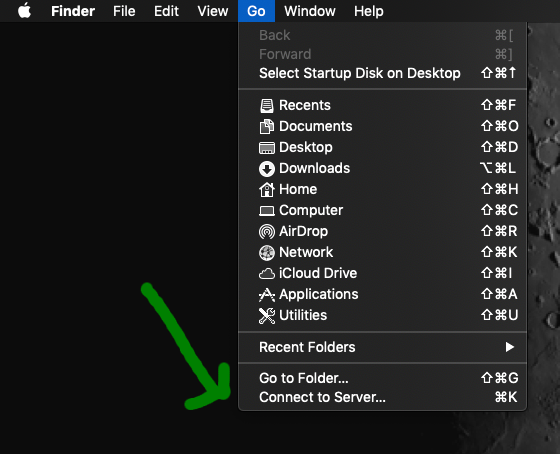 Finder File Edit View Go Window Help
Back ⌘[
Forward ⌘]
Select Startup Disk on Desktop ⇧⌘↑
Recents ⇧⌘F
Documents ⇧⌘O
Desktop ⇧⌘D
Downloads ⌥⌘L
Home ⇧⌘H
Computer ⇧⌘C
AirDrop ⇧⌘R
Network ⇧⌘K
iCloud Drive ⇧⌘I
Applications ⇧⌘A
Utilities ⇧⌘U
Recent Folders
Go to Folder... ⇧⌘G
Connect to Server... ⌘K